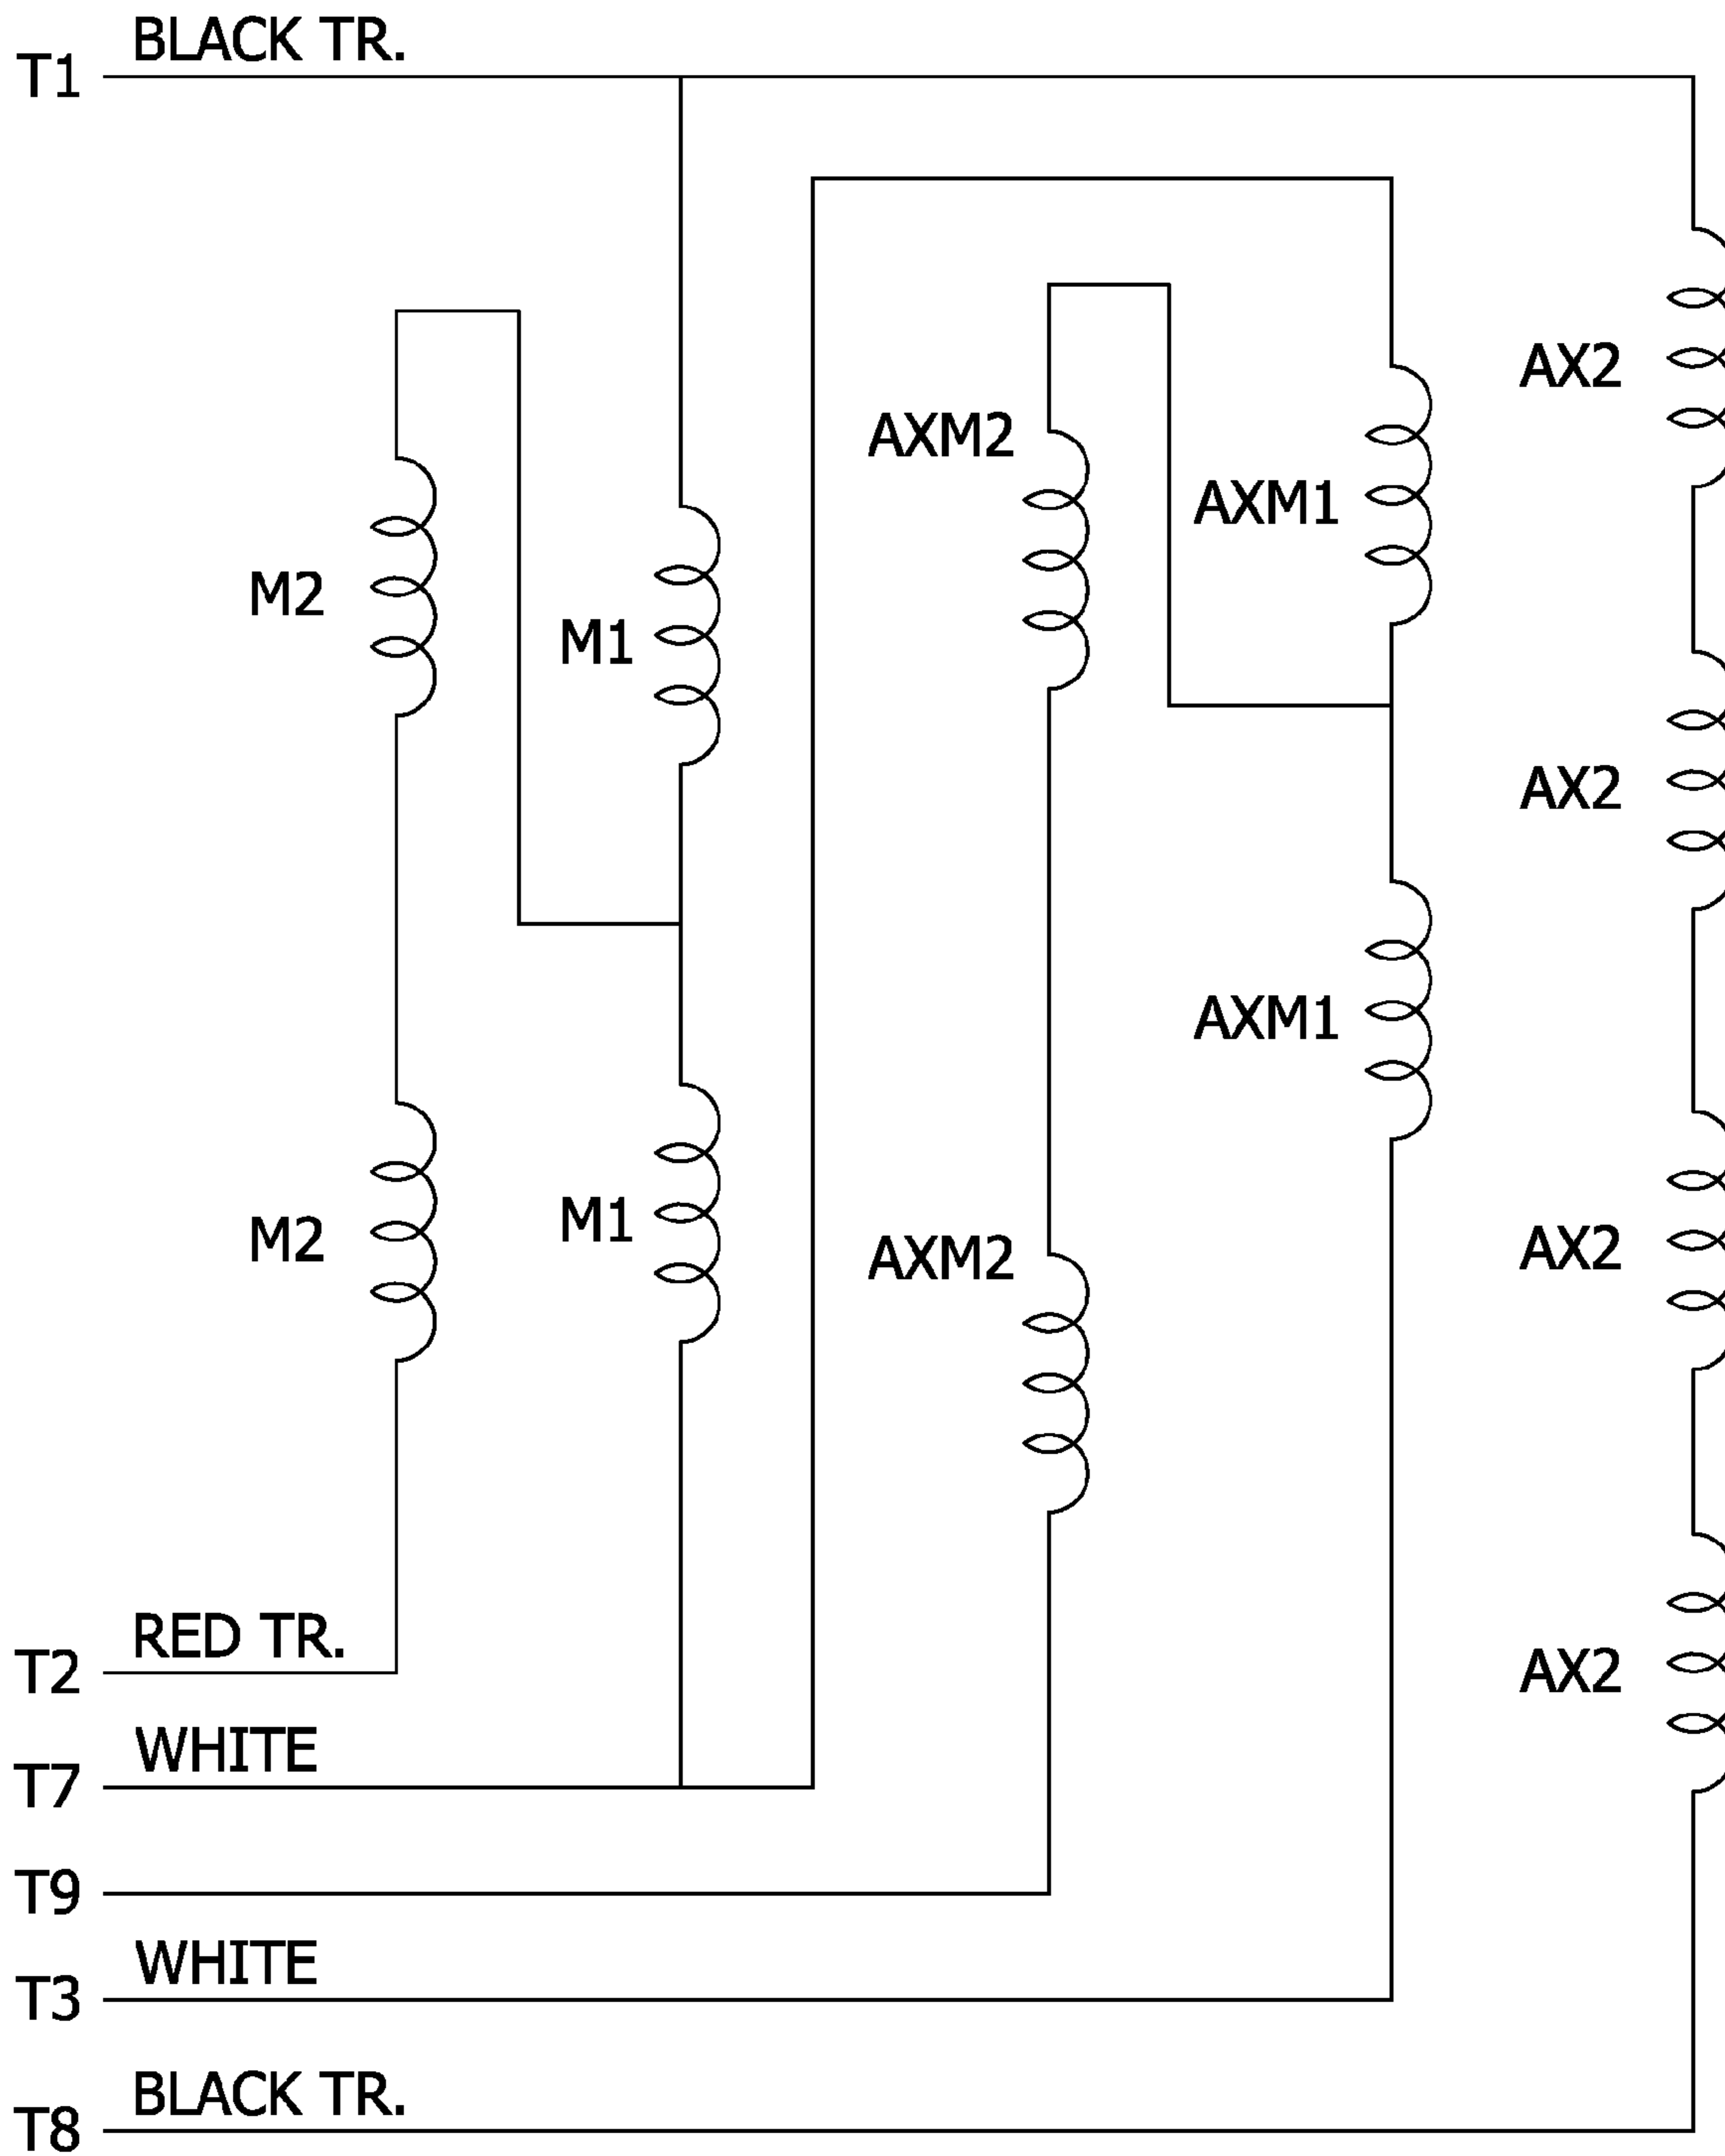 BLACK TR.
T1
AX2
AXM2
AXM1
M2
M1
AX2
AXM1
M1
M2
AXM2
AX2
RED TR.
T2
AX2
WHITE
T7
T9
WHITE
T3
BLACK TR.
T8